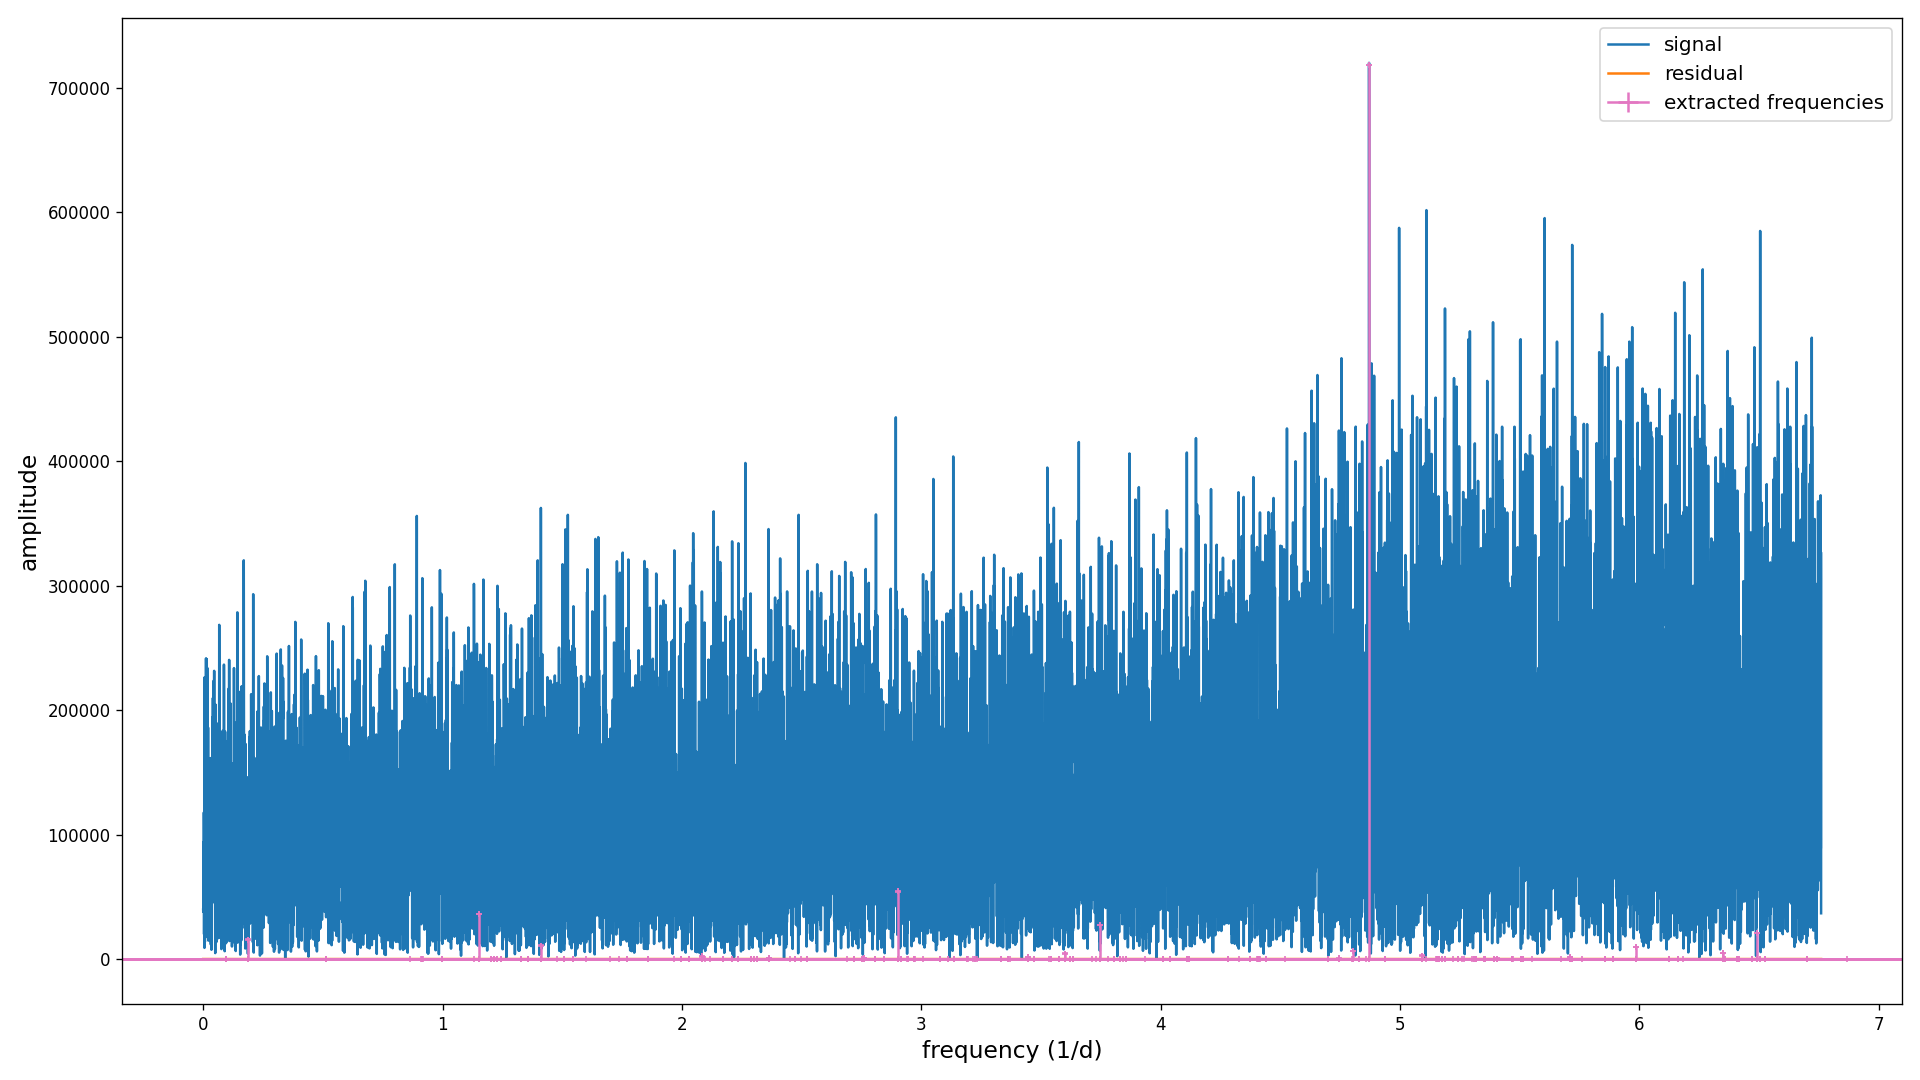 signal
residual
extracted frequencies
700000
600000
500000
400000
300000
200000
100000
0
amplitude
0 1 2 3 4 5 6 7
frequency (1/d)